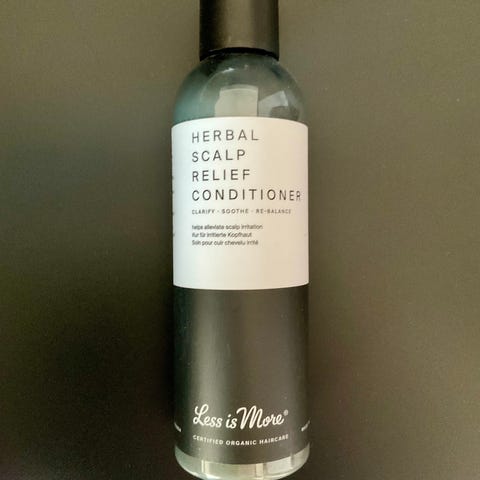 HERBAL
SCALP
RELIEF
CONDITIONER
CLARIFY · SOOTHE · RE-BALANCE
helps alleviate scalp irritation
Kur für irritierte Kopfhaut
Soin pour cuir chevelu irrité
Less is More®
CERTIFIED ORGANIC HAIRCARE